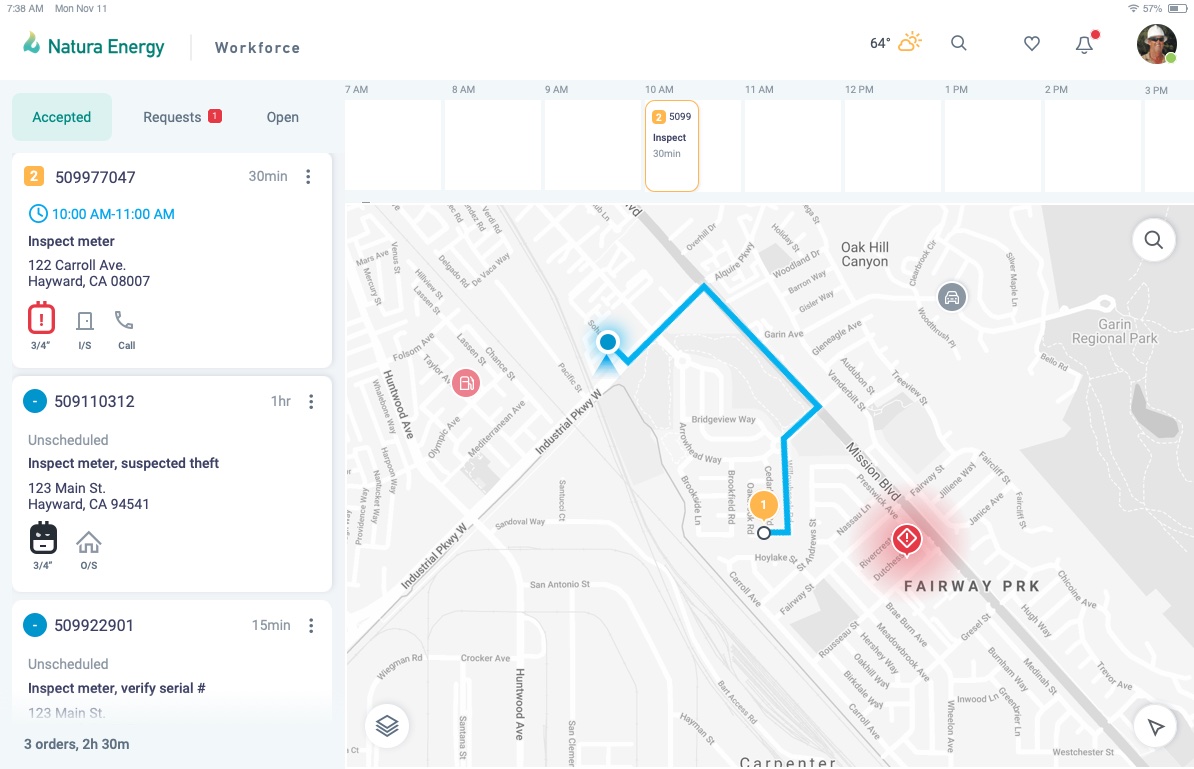 7:38 AM Mon Nov 11
57%
Natura Energy
Workforce
64°
Accepted
Requests 1
Open
7 AM
8 AM
9 AM
10 AM
11 AM
12 PM
1 PM
2 PM
3 PM
2 5099
Inspect
30min
2 509977047 30min
10:00 AM-11:00 AM
Inspect meter
122 Carroll Ave.
Hayward, CA 08007
3/4"
I/S
Call
- 509110312 1hr
Unscheduled
Inspect meter, suspected theft
123 Main St.
Hayward, CA 94541
3/4"
O/S
- 509922901 15min
Unscheduled
Inspect meter, verify serial #
123 Main St.
3 orders, 2h 30m
Mars Ave
Venus St
Mercury St
Hillview St
Lassen St
Delgado Rd
De Vaca Way
Verdi Rd
Overhill Dr
Alquire Pkwy
Holiday St
Woodland Dr
Barron Way
Gisler Way
Oak Hill
Canyon
Clearbrook Cir
Silver Maple Ln
Woodthrush Pl
Garin
Regional Park
Bello Rd
Garin Ave
Gleneagle Ave
Audubon St
Vanderbilt St
Treeview St
Folsom Ave
Taylor Ave
Lassen St
Chance St
Pacific St
Huntwood Ave
Whalebone Way
Olympic Ave
Mediterranean Ave
Industrial Pkwy W
Bridgeview Way
Arrowhead Way
Brookside Ln
Brookfield Rd
Harpoon Way
Nantucket Way
Providence Way
Santucci Ct
Sandoval Way
Industrial Pkwy W
San Antonio St
1
Hoylake St
St Andrews St
Carroll Ave
Fairway St
Mission Blvd
Prestwick Ave
Nassau Ln
Dutchess
Fairway St
Jillene Way
Faircliff St
Janice Ave
Faircliff St
FAIRWAY PRK
Chicoine Ave
Hugh Way
Gresel St
Brae Burn Ave
Meadowbrook Ave
Hershey Way
Oakhill Way
Birkdale Way
Rousseau St
Burnham Way
Medinah St
Trevor Ave
Inwood Ln
Greenbrier Ln
Wheelon Ave
Westchester St
Carroll Ave
Bart Access Rd
Hayman St
Carpenter
Wiegman Rd
Crocker Ave
Huntwood Ave
Santana St
San Clemen